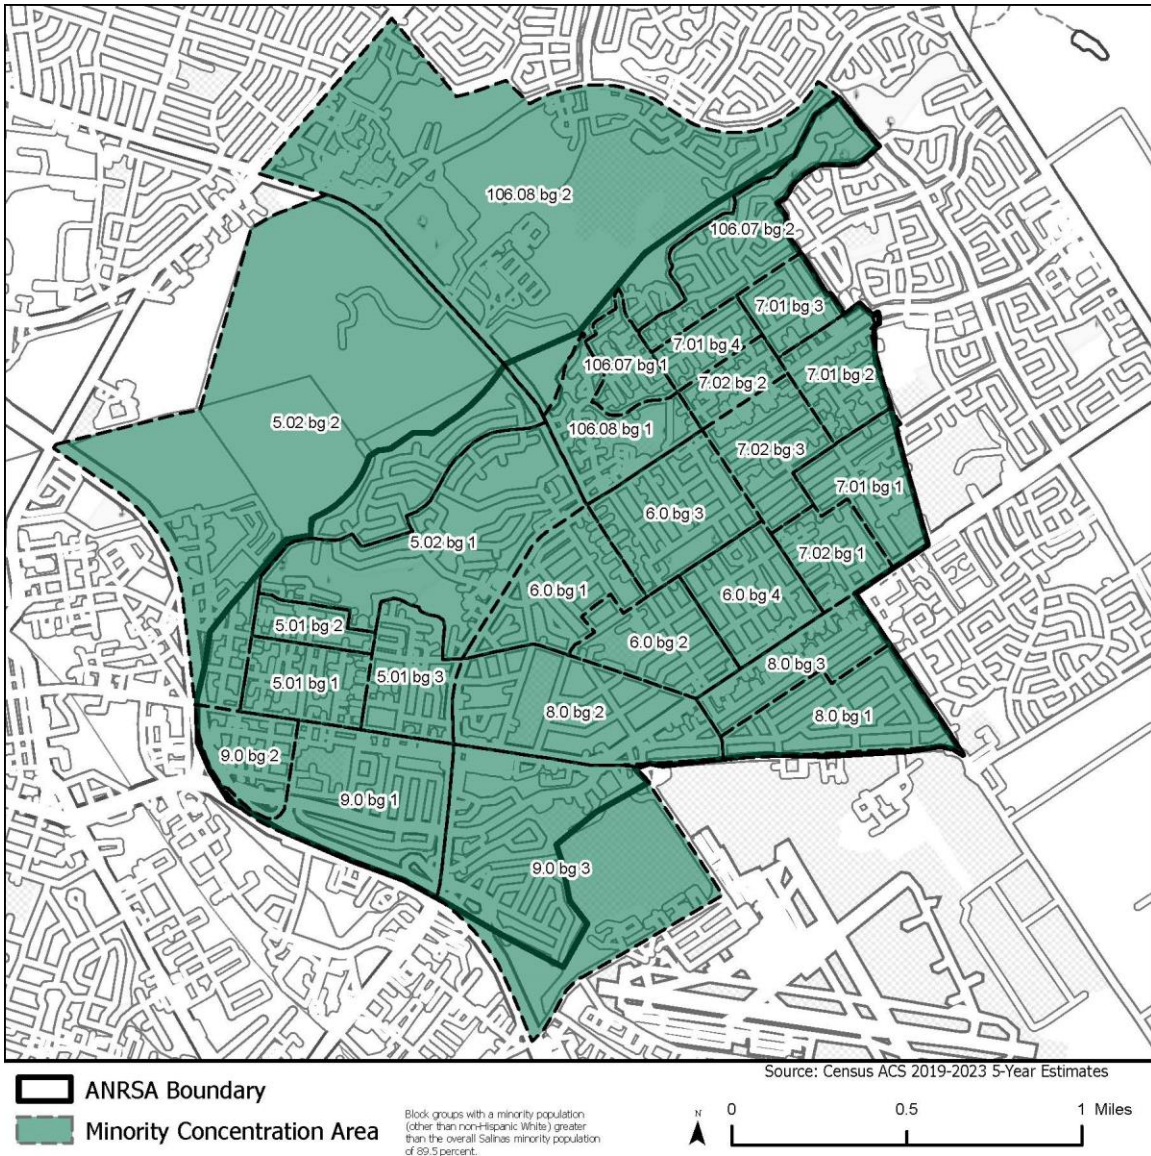 106.08 bg 2
106.07 bg 2
7.01 bg 3
7.01 bg 4
106.07 bg 1
7.02 bg 2
7.01 bg 2
5.02 bg 2
106.08 bg 1
7.02 bg 3
7.01 bg 1
6.0 bg 3
5.02 bg 1
7.02 bg 1
6.0 bg 1
6.0 bg 4
5.01 bg 2
6.0 bg 2
8.0 bg 3
5.01 bg 1
5.01 bg 3
8.0 bg 2
8.0 bg 1
9.0 bg 2
9.0 bg 1
9.0 bg 3
Source: Census ACS 2019-2023 5-Year Estimates
ANRSA Boundary
Minority Concentration Area
Block groups with a minority population
(other than non-Hispanic White) greater
than the overall Salinas minority population
of 89.5 percent.
N
0 0.5 1 Miles